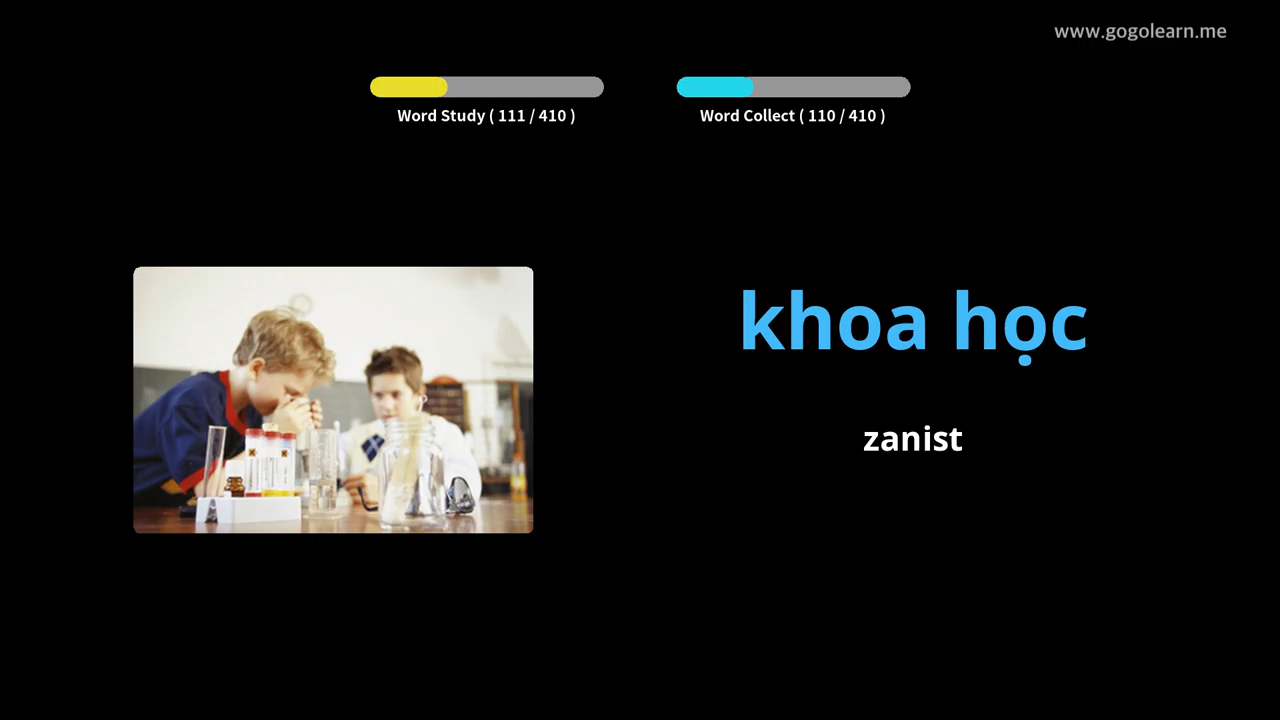 www.gogolearn.me
Word Study ( 111 / 410 )
Word Collect ( 110 / 410 )
khoa học
zanist